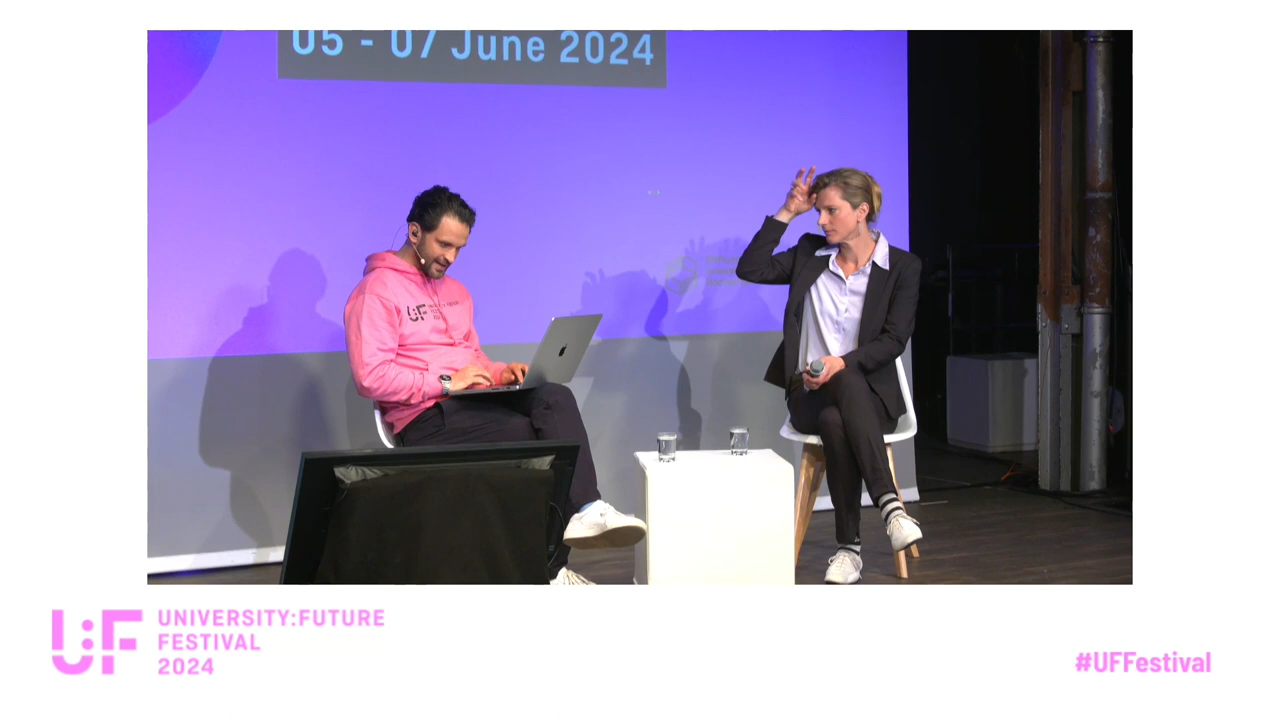 05 - 07 June 2024
U:F
U:F
UNIVERSITY:FUTURE
FESTIVAL
2024
#UFFestival